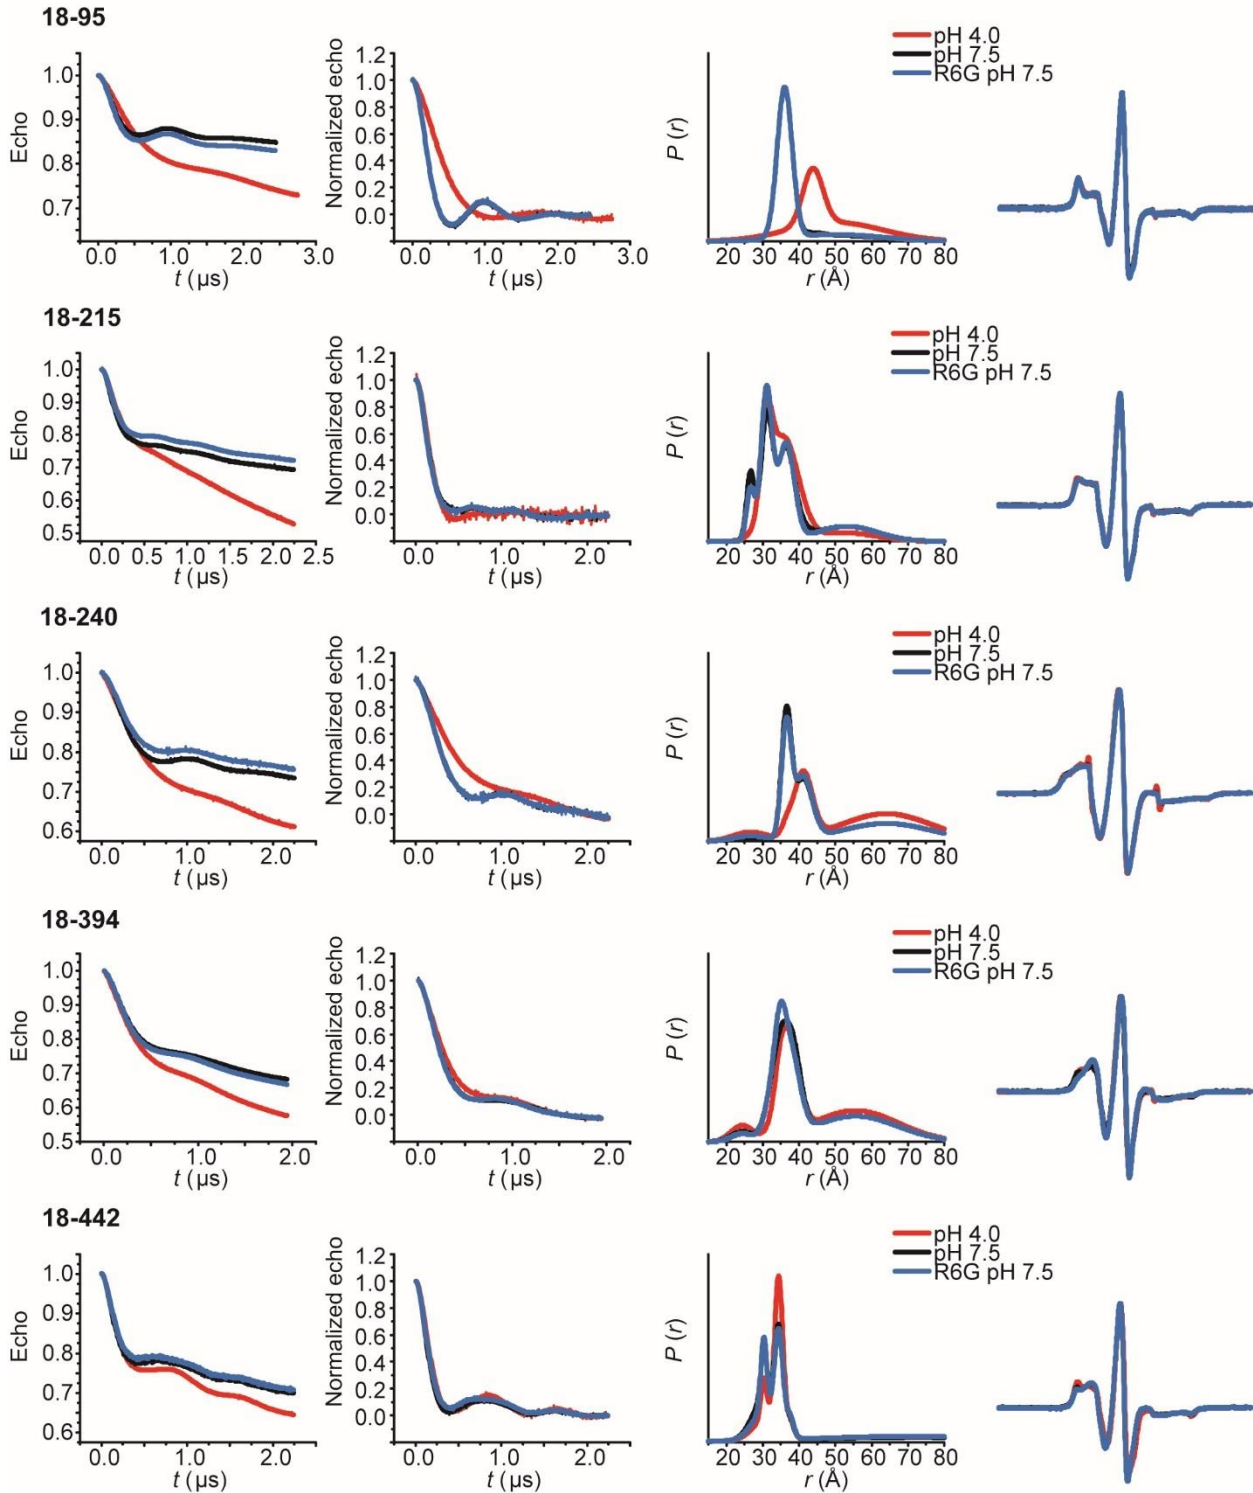 18-95
Echo
1.0
0.9
0.8
0.7
0.0 1.0 2.0 3.0
t (µs)
Normalized echo
1.2
1.0
0.8
0.6
0.4
0.2
0.0
0.0 1.0 2.0 3.0
t (µs)
P (r)
20 30 40 50 60 70 80
r (Å)
pH 4.0
pH 7.5
R6G pH 7.5
18-215
Echo
1.0
0.9
0.8
0.7
0.6
0.5
0.0 0.5 1.0 1.5 2.0 2.5
t (µs)
Normalized echo
1.2
1.0
0.8
0.6
0.4
0.2
0.0
0.0 1.0 2.0
t (µs)
P (r)
20 30 40 50 60 70 80
r (Å)
pH 4.0
pH 7.5
R6G pH 7.5
18-240
Echo
1.0
0.9
0.8
0.7
0.6
0.0 1.0 2.0
t (µs)
Normalized echo
1.2
1.0
0.8
0.6
0.4
0.2
0.0
0.0 1.0 2.0
t (µs)
P (r)
20 30 40 50 60 70 80
r (Å)
pH 4.0
pH 7.5
R6G pH 7.5
18-394
Echo
1.0
0.9
0.8
0.7
0.6
0.5
0.0 1.0 2.0
t (µs)
Normalized echo
1.2
1.0
0.8
0.6
0.4
0.2
0.0
0.0 1.0 2.0
t (µs)
P (r)
20 30 40 50 60 70 80
r (Å)
pH 4.0
pH 7.5
R6G pH 7.5
18-442
Echo
1.0
0.9
0.8
0.7
0.6
0.0 1.0 2.0
t (µs)
Normalized echo
1.2
1.0
0.8
0.6
0.4
0.2
0.0
0.0 1.0 2.0
t (µs)
P (r)
20 30 40 50 60 70 80
r (Å)
pH 4.0
pH 7.5
R6G pH 7.5